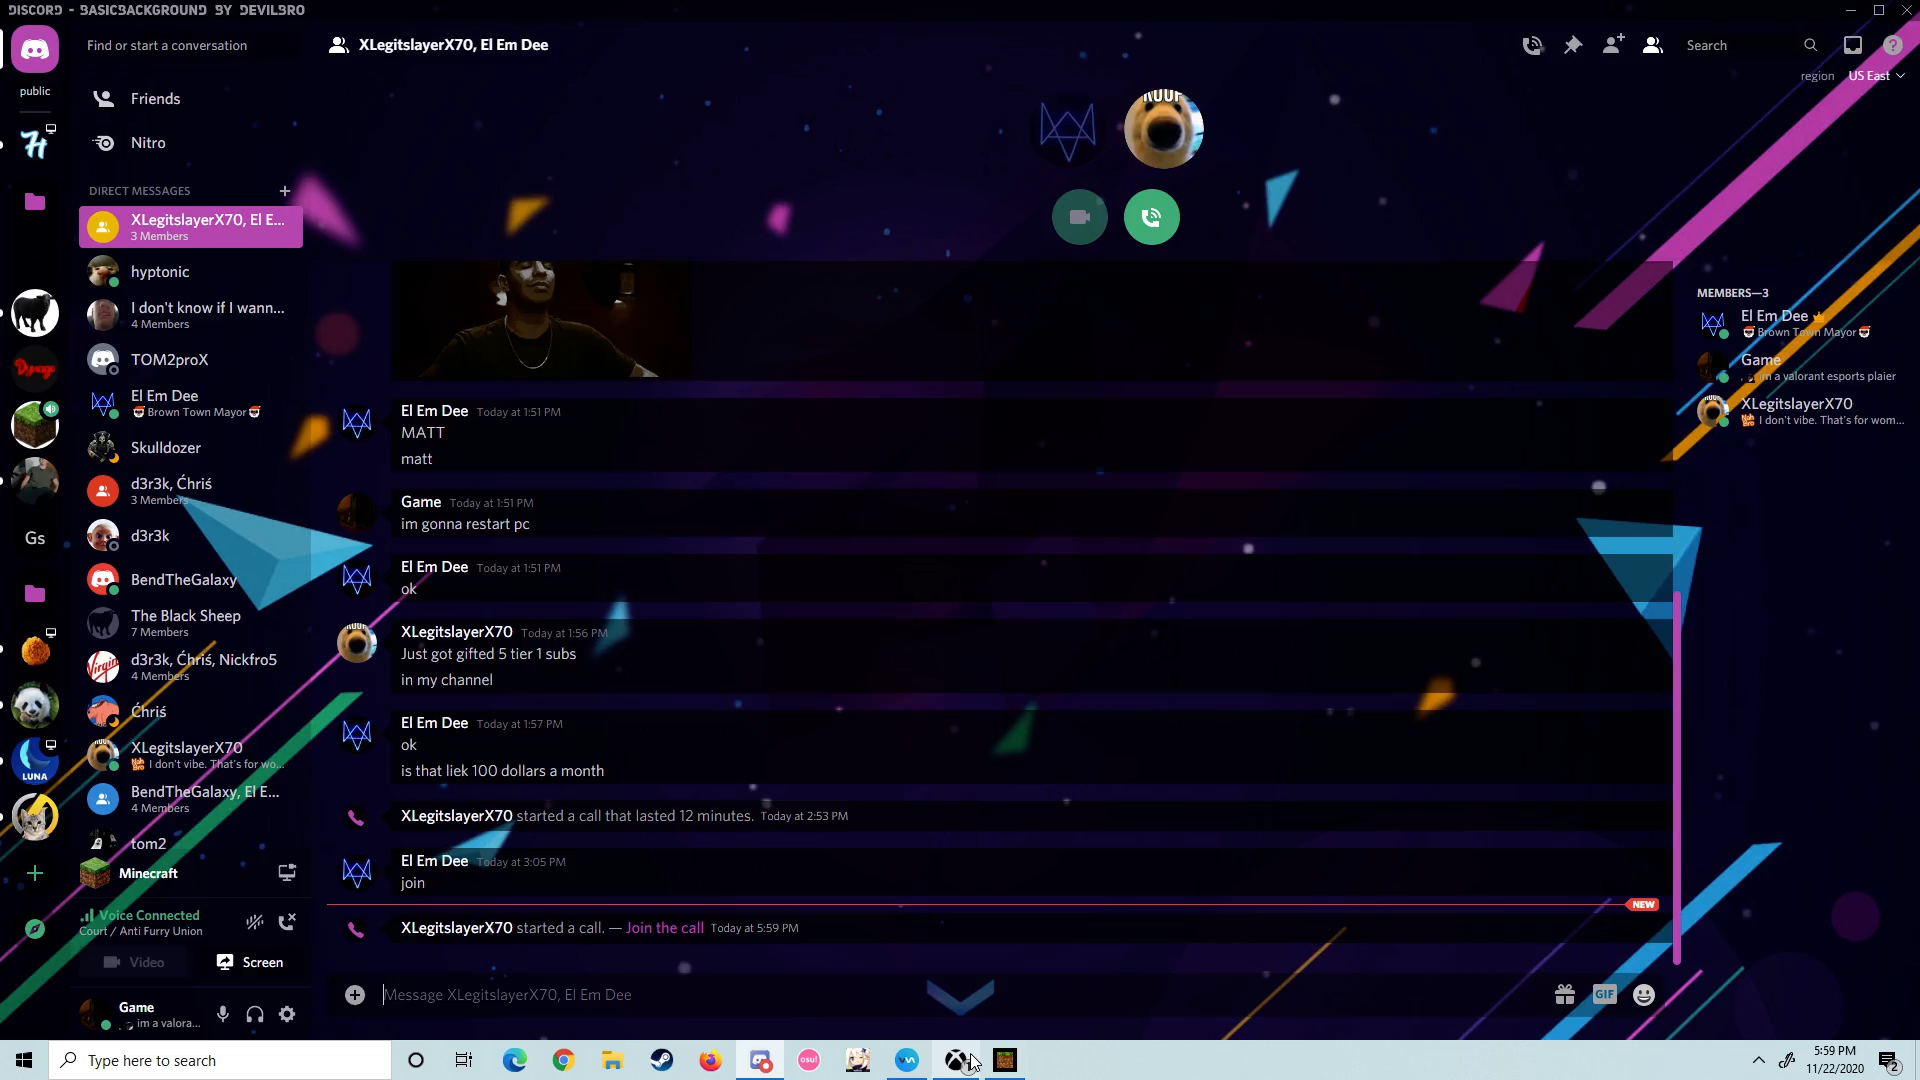 DISCORD - BASICBACKGROUND BY DEVILBRO
Find or start a conversation
XLegitslayerX70, El Em Dee
Search
region US East
public
Friends
Nitro
DIRECT MESSAGES
XLegitslayerX70, El E...
3 Members
hyptonic
I don't know if I wann...
4 Members
TOM2proX
El Em Dee
🎅Brown Town Mayor🎅
Skulldozer
d3r3k, Ćhriś
3 Members
Gs
d3r3k
BendTheGalaxy
The Black Sheep
7 Members
d3r3k, Ćhriś, Nickfro5
4 Members
Virgin
Ćhriś
XLegitslayerX70
I don't vibe. That's for wo...
LUNA
BendTheGalaxy, El E...
4 Members
tom2
Minecraft
Voice Connected
Court / Anti Furry Union
Video
Screen
Game
im a valora...
El Em Dee Today at 1:51 PM
MATT
matt
Game Today at 1:51 PM
im gonna restart pc
El Em Dee Today at 1:51 PM
ok
XLegitslayerX70 Today at 1:56 PM
Just got gifted 5 tier 1 subs
in my channel
El Em Dee Today at 1:57 PM
ok
is that liek 100 dollars a month
XLegitslayerX70 started a call that lasted 12 minutes. Today at 2:53 PM
El Em Dee Today at 3:05 PM
join
NEW
XLegitslayerX70 started a call. — Join the call Today at 5:59 PM
Message XLegitslayerX70, El Em Dee
GIF
MEMBERS—3
El Em Dee
🎅Brown Town Mayor🎅
Game
im a valorant esports plaier
XLegitslayerX70
I don't vibe. That's for wom...
Type here to search
osu!
5:59 PM
11/22/2020
2